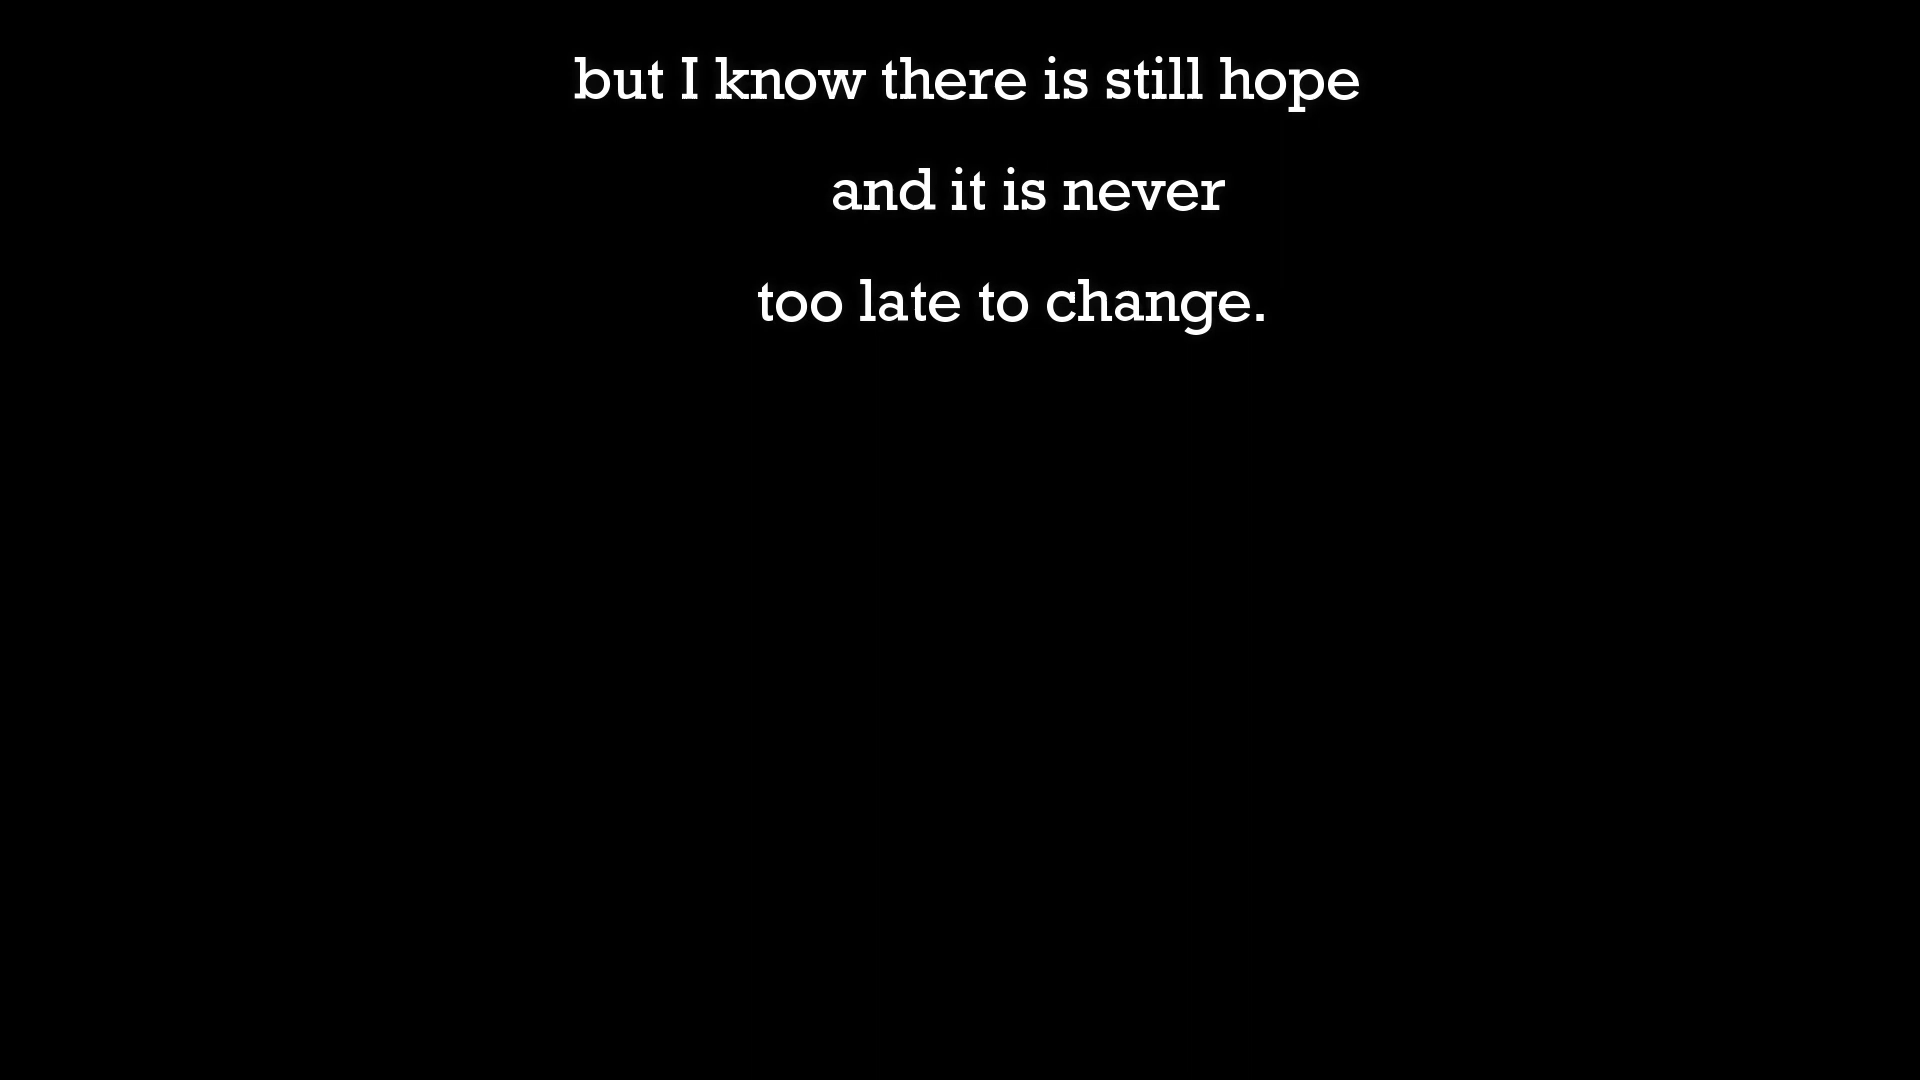 but I know there is still hope
and it is never
too late to change.